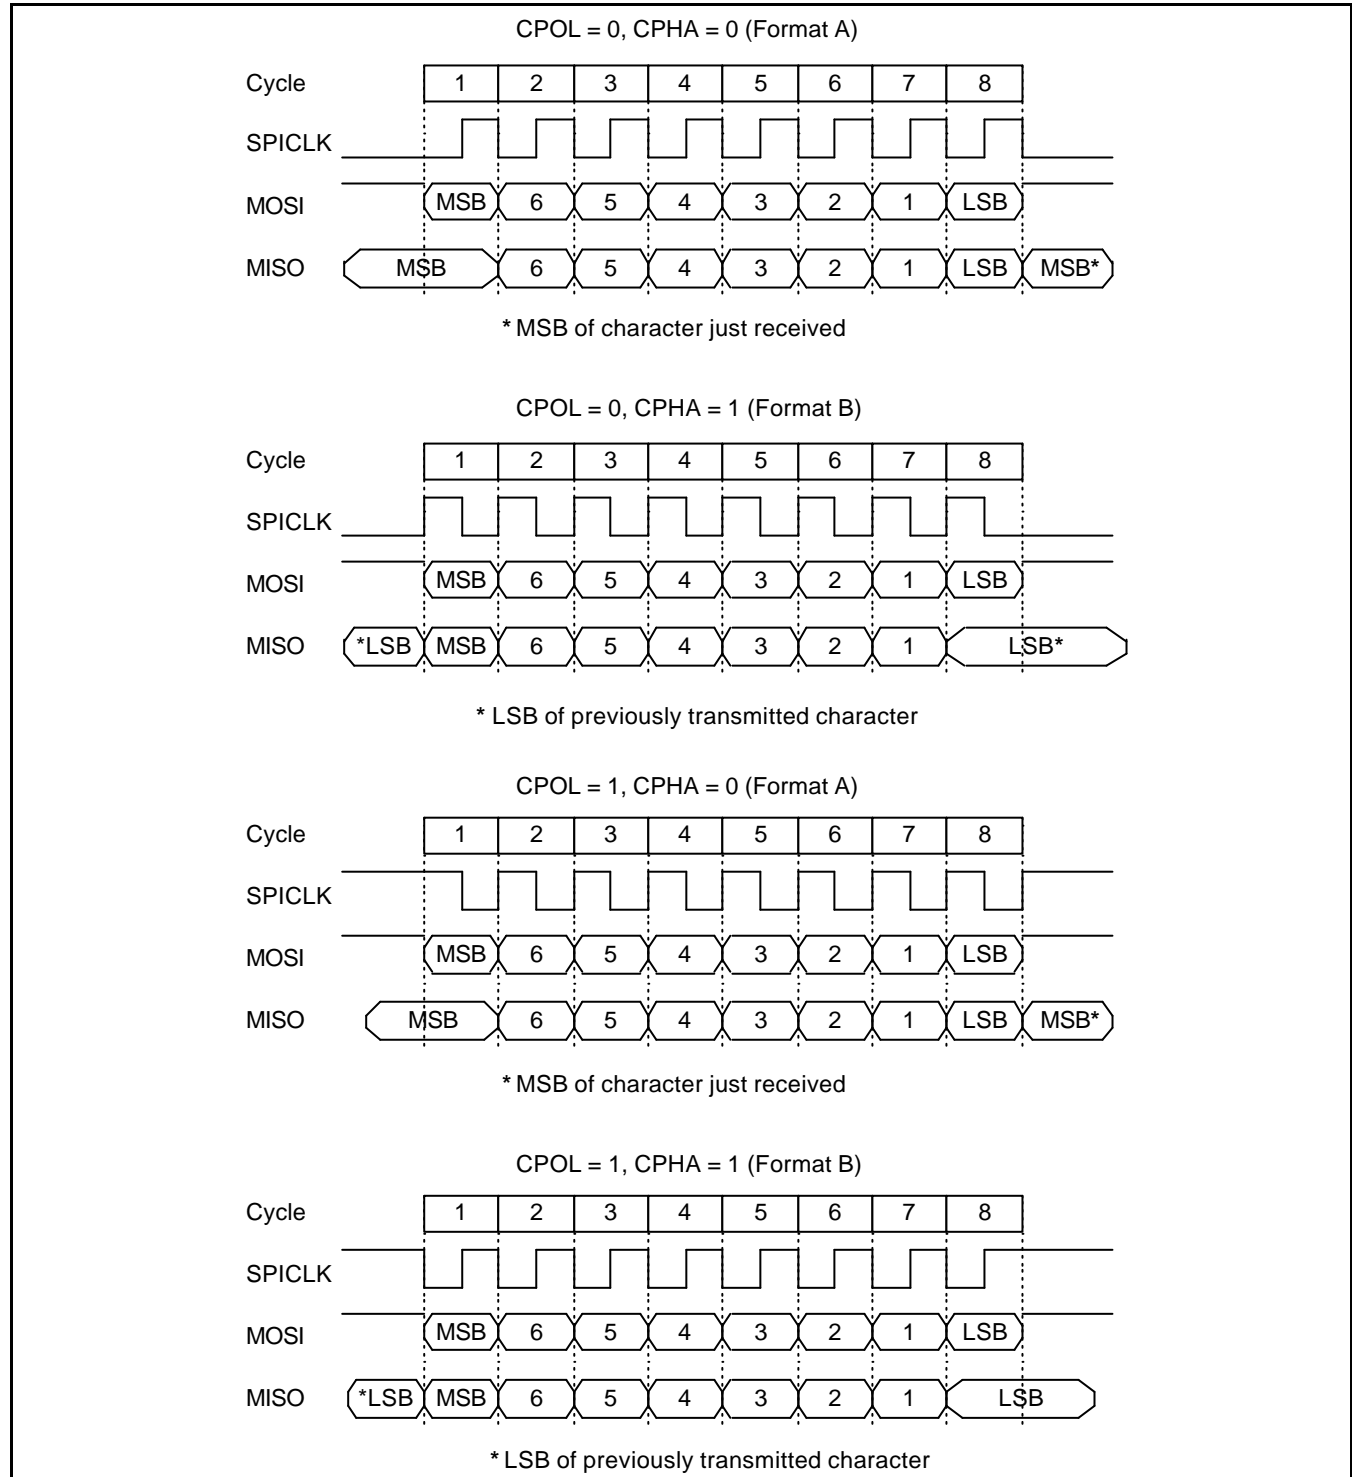 CPOL = 0, CPHA = 0 (Format A)
Cycle 1 2 3 4 5 6 7 8
SPICLK
MOSI MSB 6 5 4 3 2 1 LSB
MISO MSB 6 5 4 3 2 1 LSB MSB*
* MSB of character just received
CPOL = 0, CPHA = 1 (Format B)
Cycle 1 2 3 4 5 6 7 8
SPICLK
MOSI MSB 6 5 4 3 2 1 LSB
MISO *LSB MSB 6 5 4 3 2 1 LSB*
* LSB of previously transmitted character
CPOL = 1, CPHA = 0 (Format A)
Cycle 1 2 3 4 5 6 7 8
SPICLK
MOSI MSB 6 5 4 3 2 1 LSB
MISO MSB 6 5 4 3 2 1 LSB MSB*
* MSB of character just received
CPOL = 1, CPHA = 1 (Format B)
Cycle 1 2 3 4 5 6 7 8
SPICLK
MOSI MSB 6 5 4 3 2 1 LSB
MISO *LSB MSB 6 5 4 3 2 1 LSB
* LSB of previously transmitted character